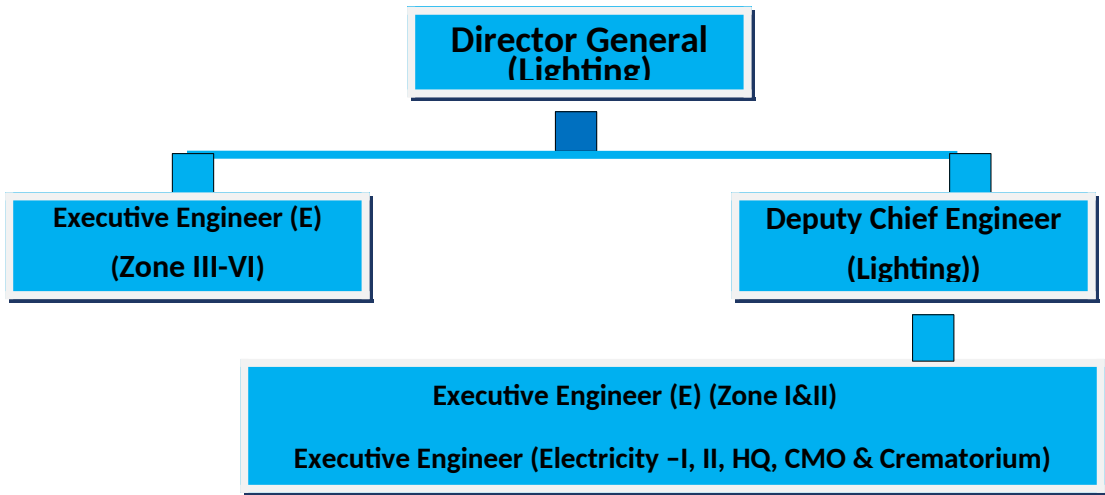 Director General
(Lighting)
Executive Engineer (E)
(Zone III-VI)
Deputy Chief Engineer
(Lighting))
Executive Engineer (E) (Zone I&II)
Executive Engineer (Electricity –I, II, HQ, CMO & Crematorium)